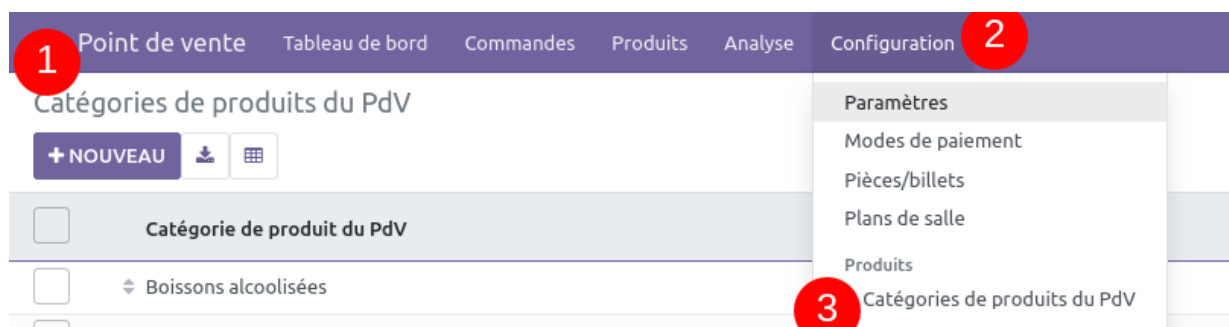 1 Point de vente Tableau de bord Commandes Produits Analyse Configuration 2
Catégories de produits du PdV
+ NOUVEAU
Catégorie de produit du PdV
Boissons alcoolisées
Paramètres
Modes de paiement
Pièces/billets
Plans de salle
Produits
3 Catégories de produits du PdV